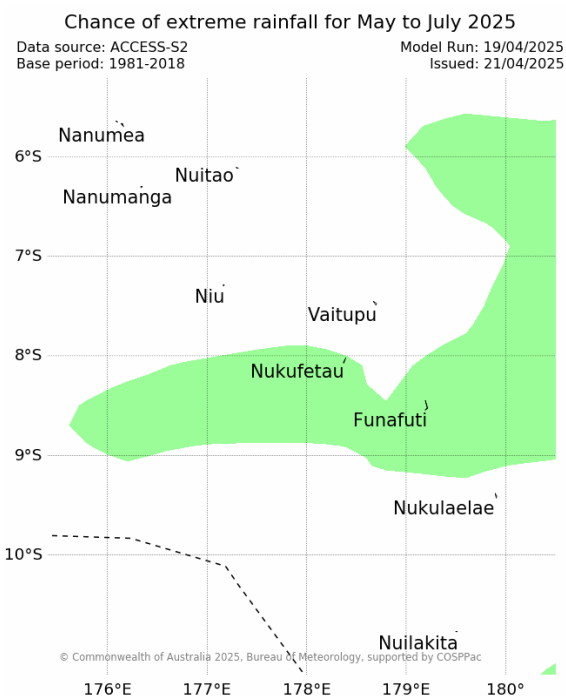 Chance of extreme rainfall for May to July 2025
Data source: ACCESS-S2
Model Run: 19/04/2025
Base period: 1981-2018
Issued: 21/04/2025
Nanumea
6°S
Nuitao
Nanumanga
7°S
Niu
Vaitupu
8°S
Nukufetau
Funafuti
9°S
Nukulaelae
10°S
Nuilakita
© Commonwealth of Australia 2025, Bureau of Meteorology, supported by COSPPac
176°E 177°E 178°E 179°E 180°